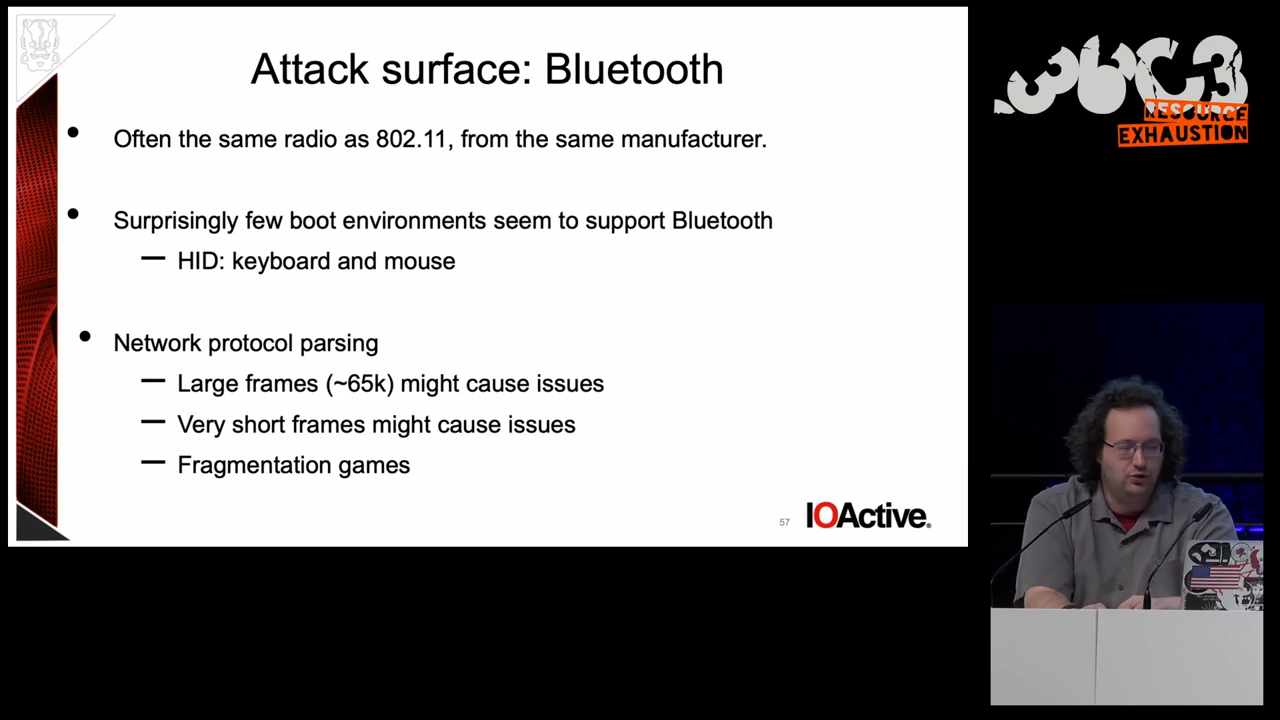 Attack surface: Bluetooth
• Often the same radio as 802.11, from the same manufacturer.
• Surprisingly few boot environments seem to support Bluetooth
— HID: keyboard and mouse
• Network protocol parsing
— Large frames (~65k) might cause issues
— Very short frames might cause issues
— Fragmentation games
57 IOActive.
36C3
RESOURCE
EXHAUSTION